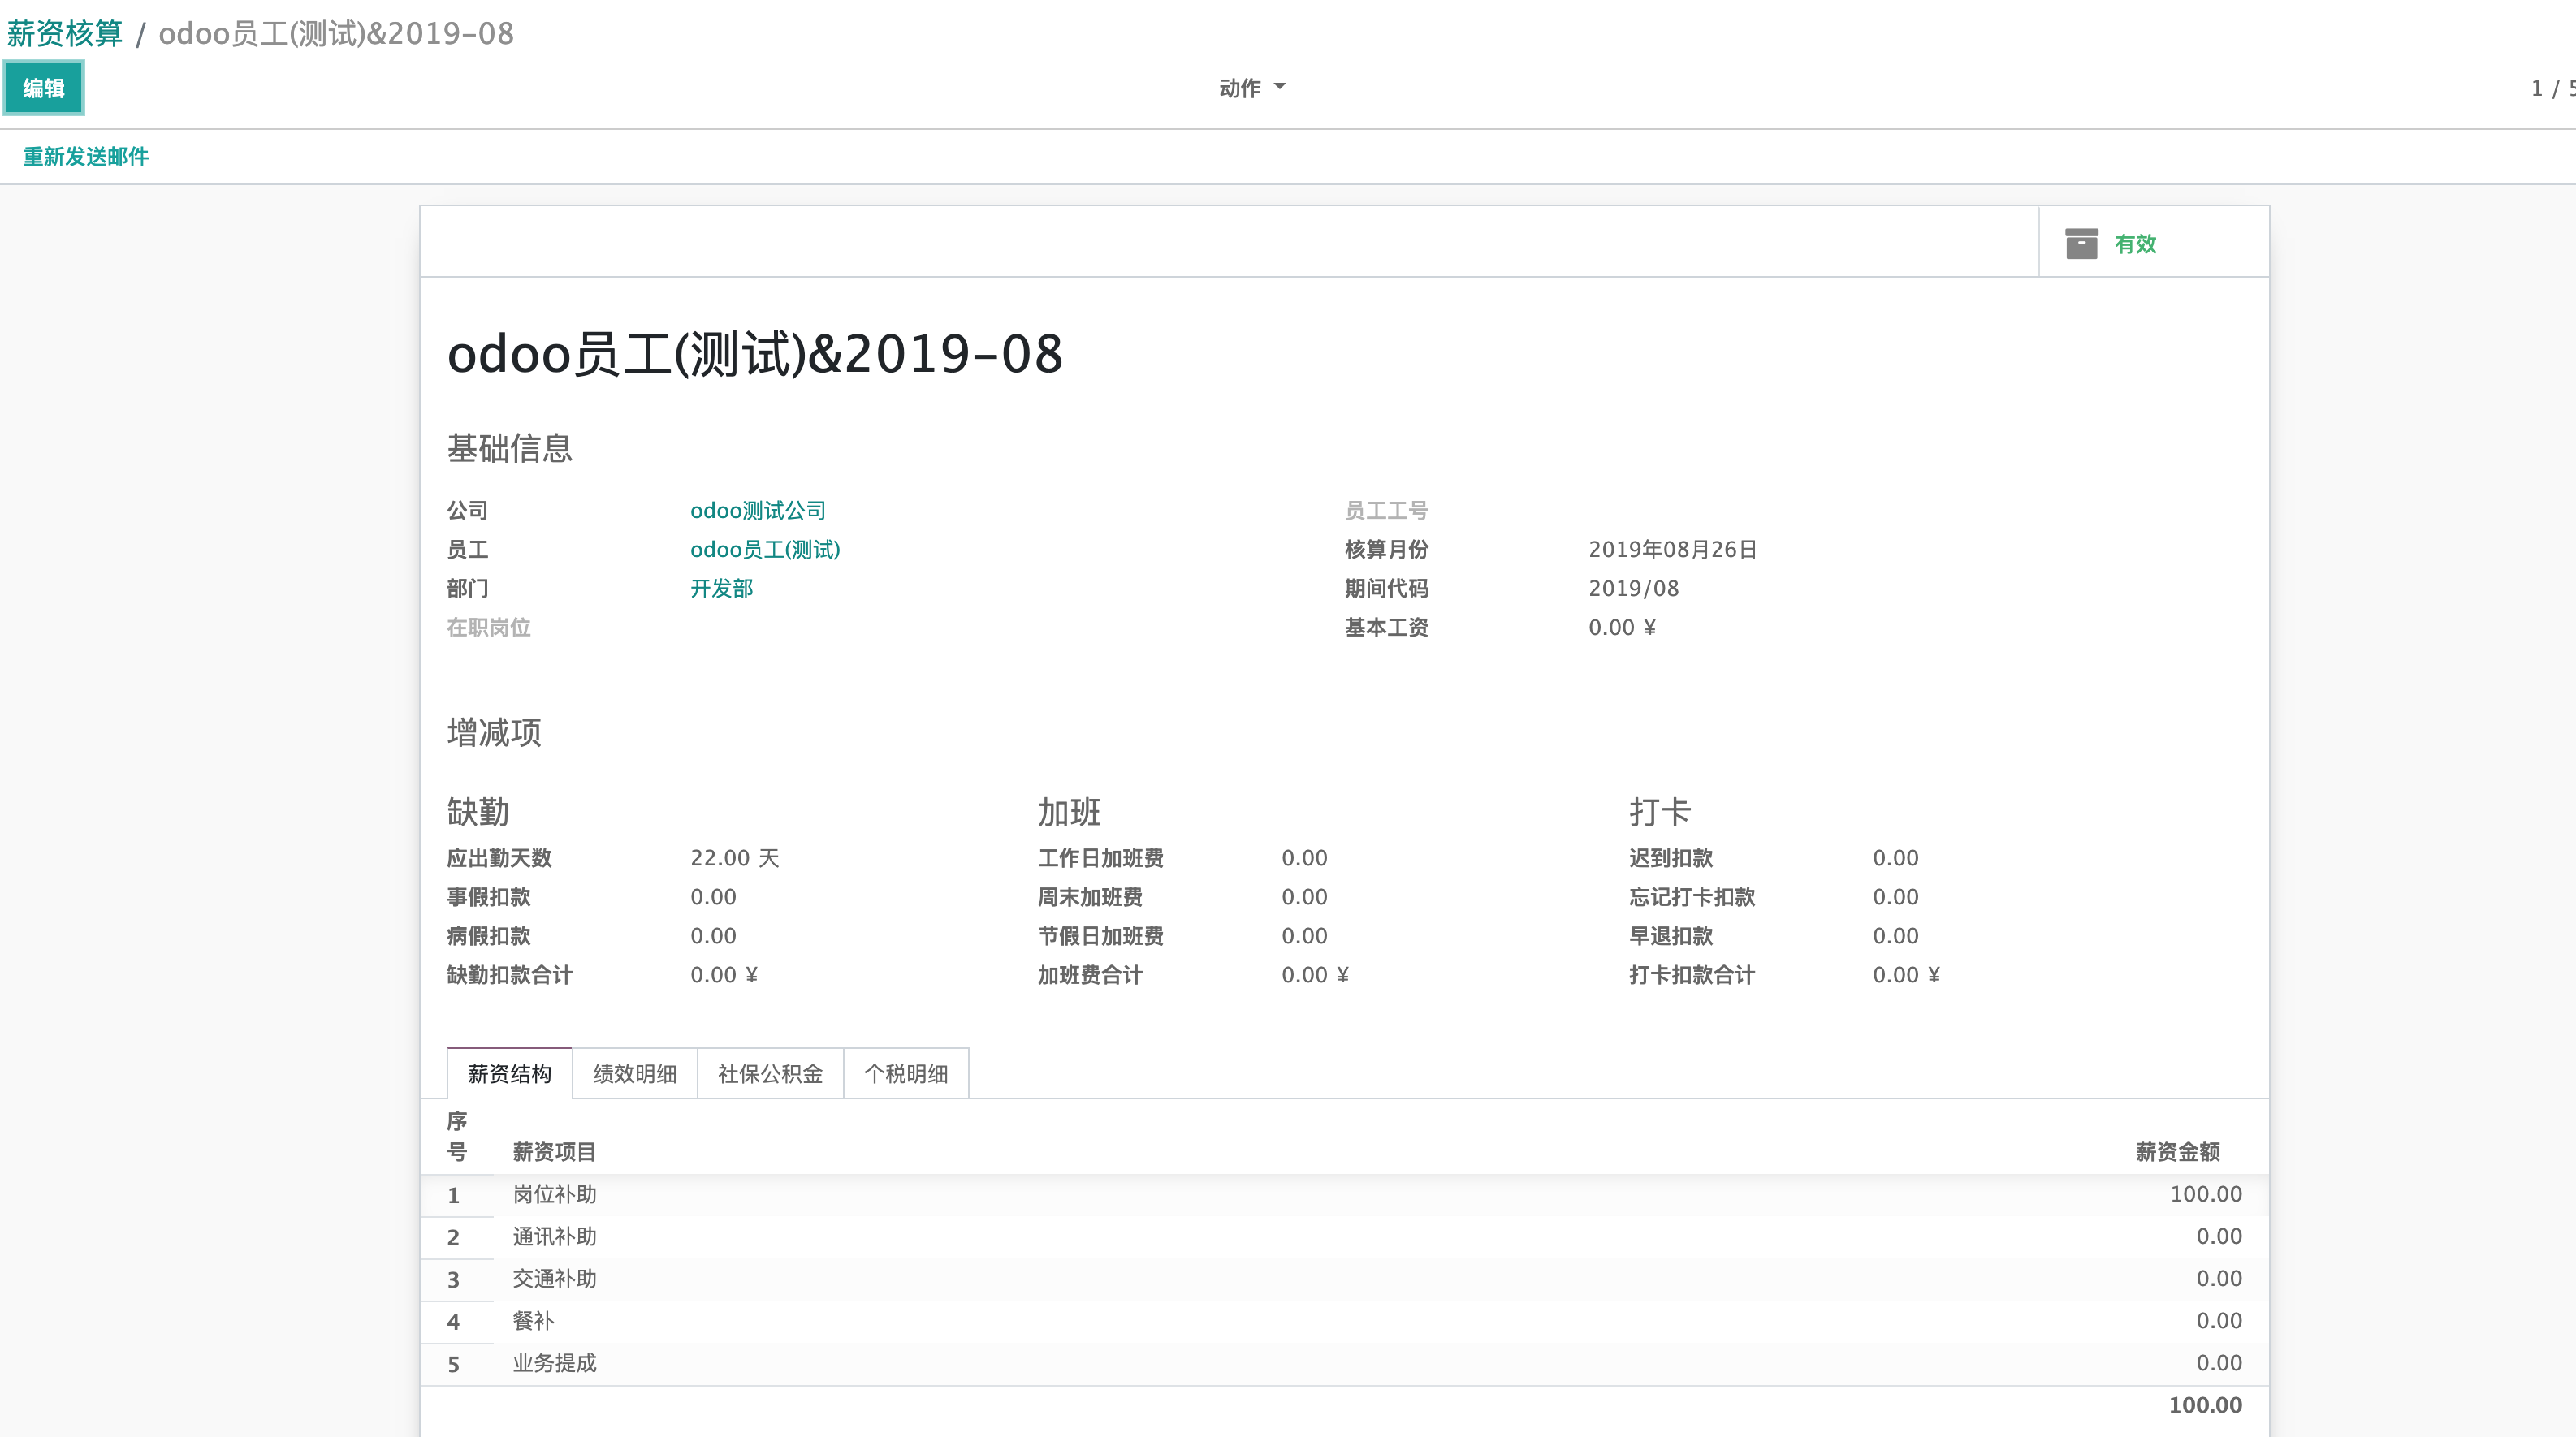 薪资核算 / odoo员工(测试)&2019-08
编辑
动作
1 / 5
重新发送邮件
有效
odoo员工(测试)&2019-08
基础信息
公司 odoo测试公司 员工工号
员工 odoo员工(测试) 核算月份 2019年08月26日
部门 开发部 期间代码 2019/08
在职岗位 基本工资 0.00 ¥
增减项
缺勤 加班 打卡
应出勤天数 22.00 天 工作日加班费 0.00 迟到扣款 0.00
事假扣款 0.00 周末加班费 0.00 忘记打卡扣款 0.00
病假扣款 0.00 节假日加班费 0.00 早退扣款 0.00
缺勤扣款合计 0.00 ¥ 加班费合计 0.00 ¥ 打卡扣款合计 0.00 ¥
薪资结构 绩效明细 社保公积金 个税明细
序号 薪资项目 薪资金额
1 岗位补助 100.00
2 通讯补助 0.00
3 交通补助 0.00
4 餐补 0.00
5 业务提成 0.00
100.00